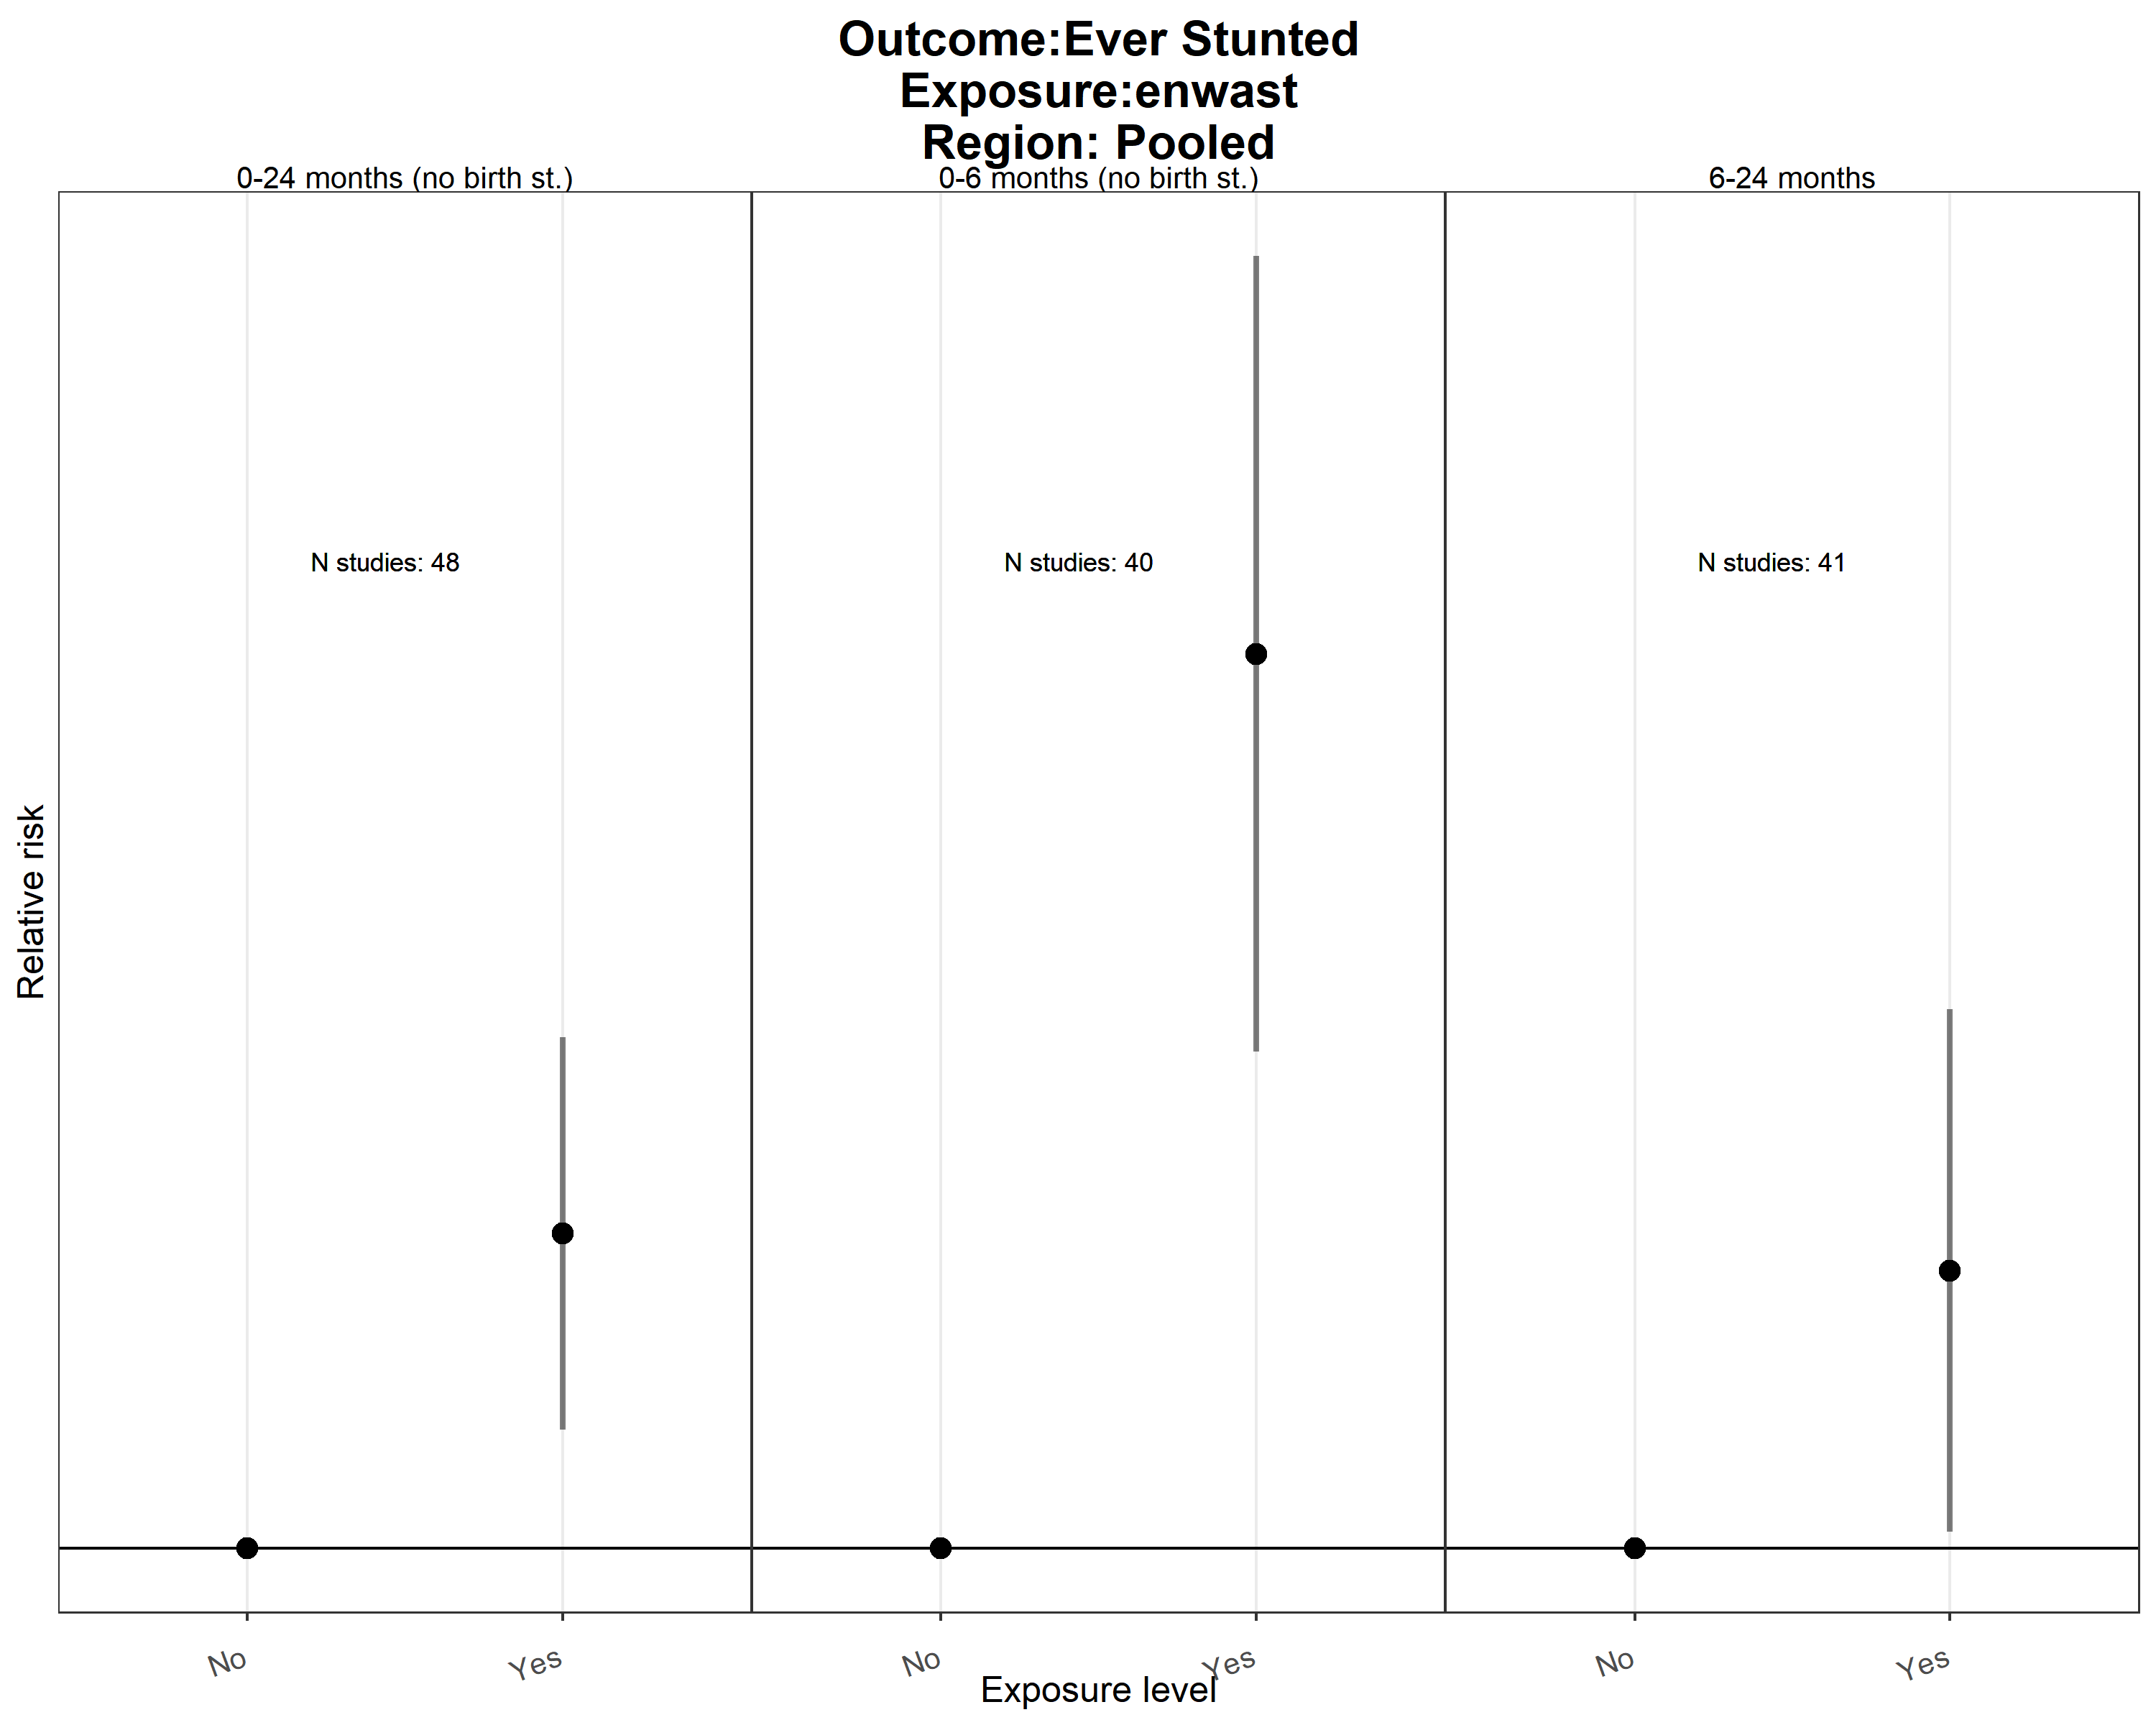 Outcome:Ever Stunted
Exposure:enwast
Region: Pooled
0-24 months (no birth st.)
0-6 months (no birth st.)
6-24 months
N studies: 48
N studies: 40
N studies: 41
Relative risk
No
Yes
No
Yes
No
Yes
Exposure level